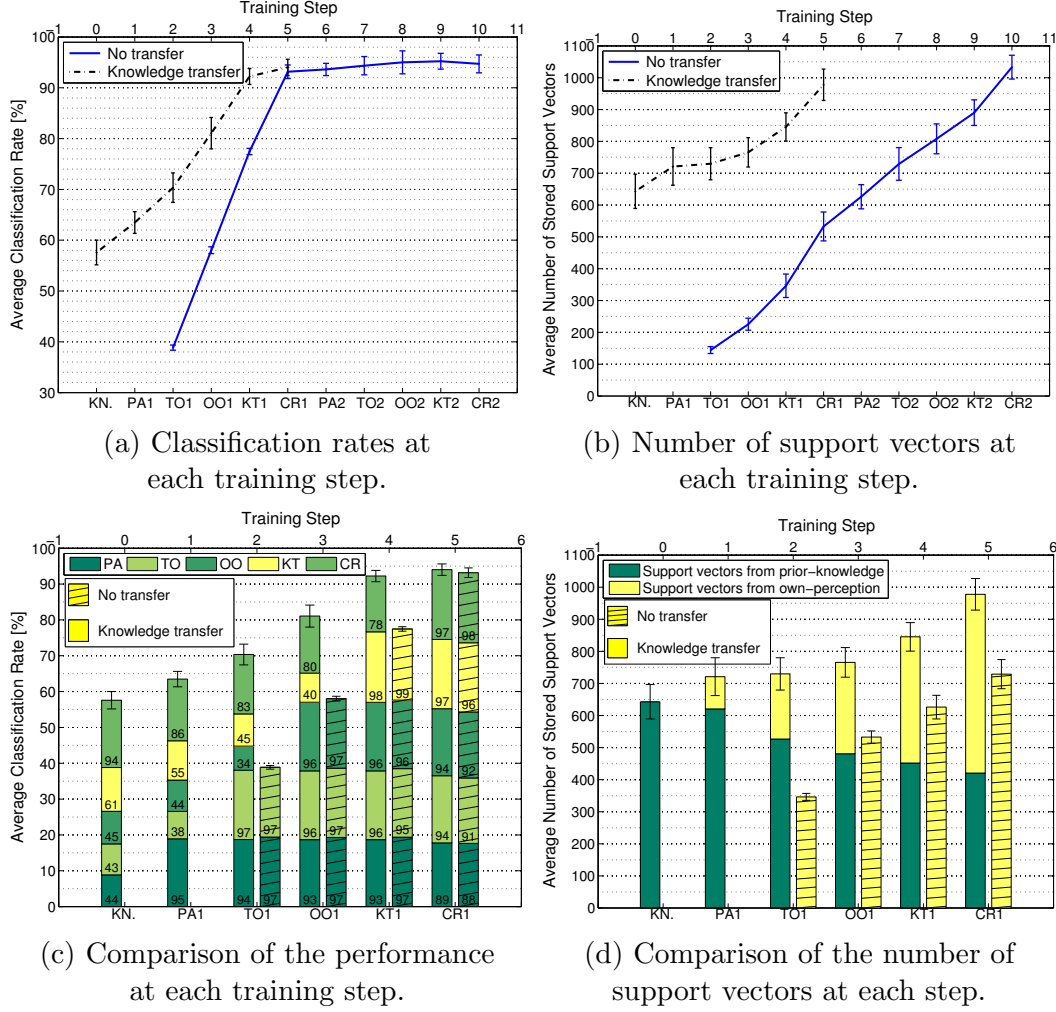 Training Step
-1 0 1 2 3 4 5 6 7 8 9 10 11
100
90
80
70
60
50
40
30
Average Classification Rate [%]
No transfer
Knowledge transfer
KN. PA1 TO1 OO1 KT1 CR1 PA2 TO2 OO2 KT2 CR2
(a) Classification rates at
each training step.
Training Step
-1 0 1 2 3 4 5 6 7 8 9 10 11
1100
1000
900
800
700
600
500
400
300
200
100
0
Average Number of Stored Support Vectors
No transfer
Knowledge transfer
KN. PA1 TO1 OO1 KT1 CR1 PA2 TO2 OO2 KT2 CR2
(b) Number of support vectors at
each training step.
Training Step
-1 0 1 2 3 4 5 6
100
90
80
70
60
50
40
30
20
10
0
Average Classification Rate [%]
PA TO OO KT CR
No transfer
Knowledge transfer
94
61
45
43
44
86
55
44
38
95
83
45
34
97
94
97
97
80
40
96
96
93
97
97
97
78
98
96
96
93
99
96
95
97
97
97
94
94
89
98
96
92
91
88
KN. PA1 TO1 OO1 KT1 CR1
(c) Comparison of the performance
at each training step.
Training Step
-1 0 1 2 3 4 5 6
1100
1000
900
800
700
600
500
400
300
200
100
0
Average Number of Stored Support Vectors
Support vectors from prior-knowledge
Support vectors from own-perception
No transfer
Knowledge transfer
KN. PA1 TO1 OO1 KT1 CR1
(d) Comparison of the number of
support vectors at each step.